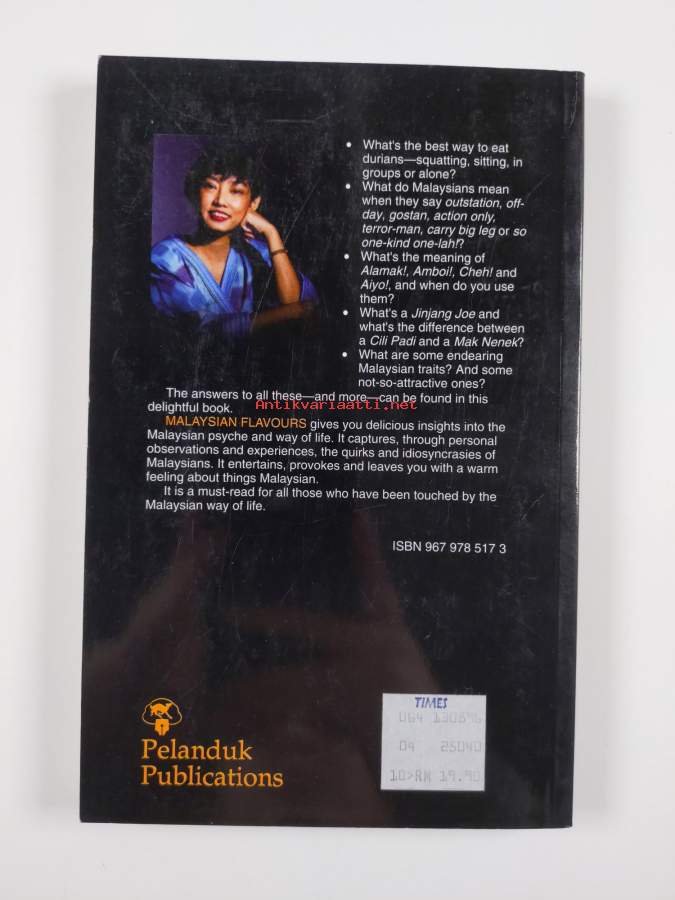 • What's the best way to eat
durians—squatting, sitting, in
groups or alone?
• What do Malaysians mean
when they say outstation, off-
day, gostan, action only,
terror-man, carry big leg or so
one-kind one-lah!?
• What's the meaning of
Alamak!, Amboi!, Cheh! and
Aiyo!, and when do you use
them?
• What's a Jinjang Joe and
what's the difference between
a Cili Padi and a Mak Nenek?
• What are some endearing
Malaysian traits? And some
not-so-attractive ones?
The answers to all these—and more—can be found in this
delightful book.
Antikvariaatti.net
MALAYSIAN FLAVOURS gives you delicious insights into the
Malaysian psyche and way of life. It captures, through personal
observations and experiences, the quirks and idiosyncrasies of
Malaysians. It entertains, provokes and leaves you with a warm
feeling about things Malaysian.
It is a must-read for all those who have been touched by the
Malaysian way of life.
ISBN 967 978 517 3
Pelanduk
Publications
TIMES
064 130896
04 25040
10>RM 19.90